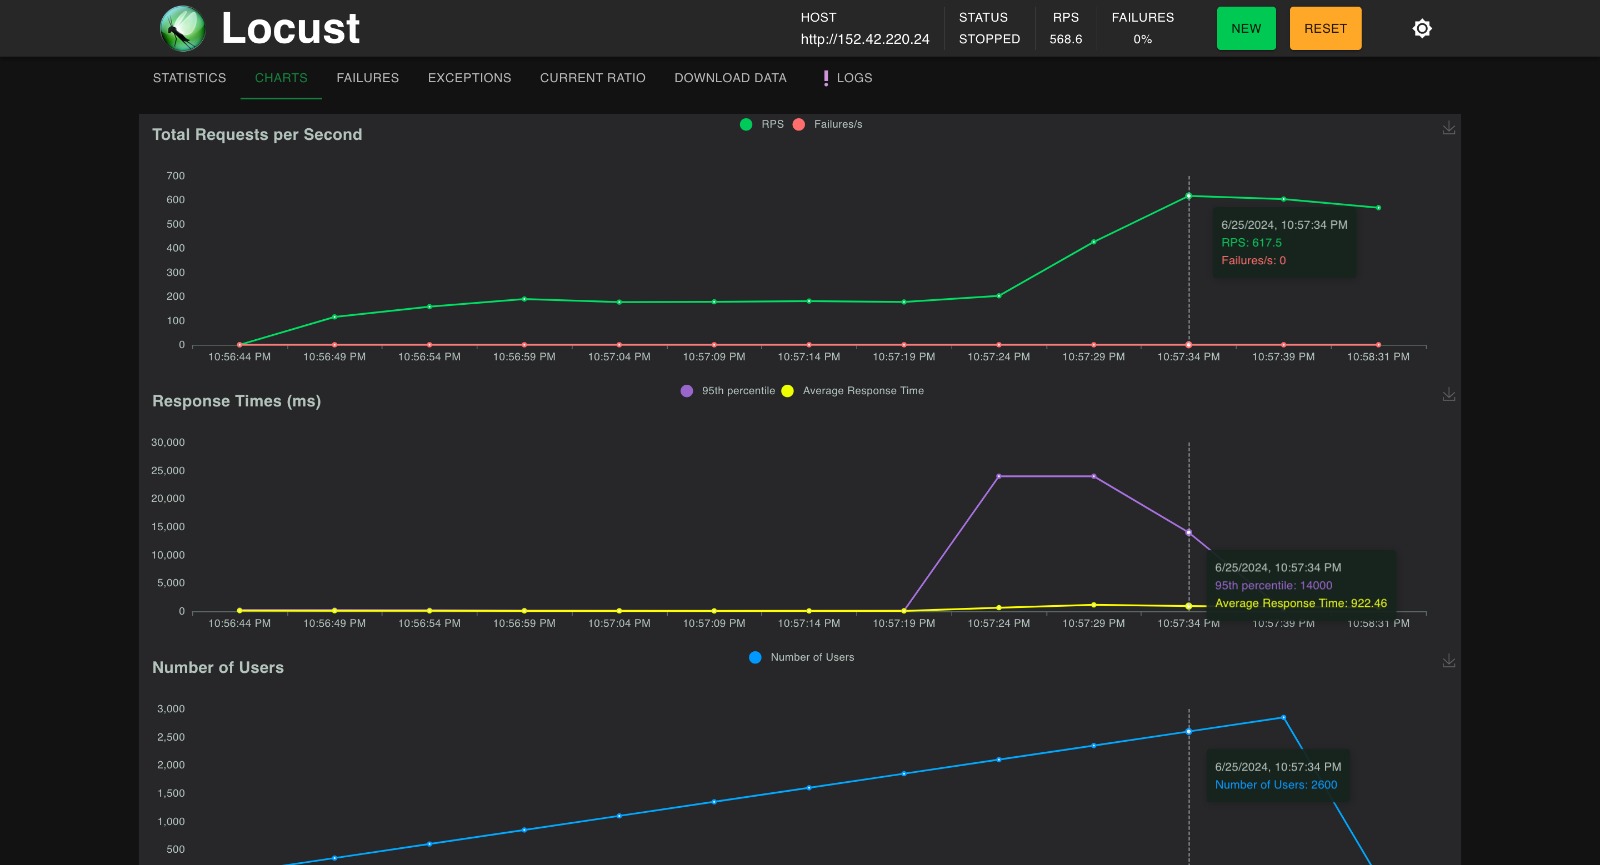 Locust
HOST
http://152.42.220.24
STATUS
STOPPED
RPS
568.6
FAILURES
0%
NEW
RESET
STATISTICS
CHARTS
FAILURES
EXCEPTIONS
CURRENT RATIO
DOWNLOAD DATA
LOGS
Total Requests per Second
RPS
Failures/s
700
600
500
400
300
200
100
0
6/25/2024, 10:57:34 PM
RPS: 617.5
Failures/s: 0
10:56:44 PM 10:56:49 PM 10:56:54 PM 10:56:59 PM 10:57:04 PM 10:57:09 PM 10:57:14 PM 10:57:19 PM 10:57:24 PM 10:57:29 PM 10:57:34 PM 10:57:39 PM 10:58:31 PM
Response Times (ms)
95th percentile
Average Response Time
30,000
25,000
20,000
15,000
10,000
5,000
0
6/25/2024, 10:57:34 PM
95th percentile: 14000
Average Response Time: 922.46
10:56:44 PM 10:56:49 PM 10:56:54 PM 10:56:59 PM 10:57:04 PM 10:57:09 PM 10:57:14 PM 10:57:19 PM 10:57:24 PM 10:57:29 PM 10:57:34 PM 10:57:39 PM 10:58:31 PM
Number of Users
Number of Users
3,000
2,500
2,000
1,500
1,000
500
6/25/2024, 10:57:34 PM
Number of Users: 2600